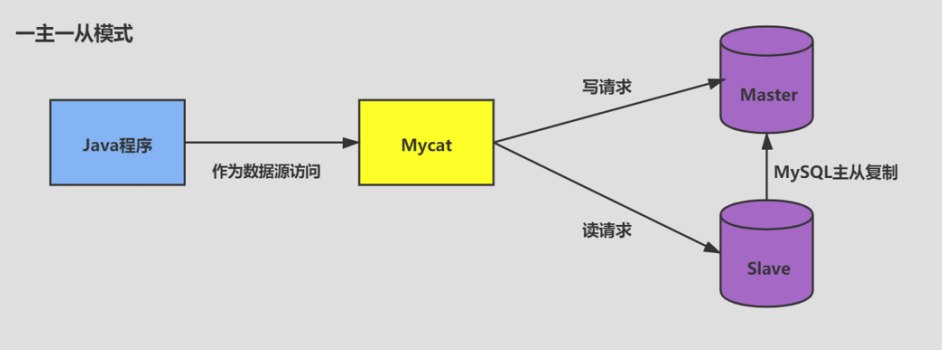 一主一从模式
Java程序
作为数据源访问
Mycat
写请求
读请求
Master
MySQL主从复制
Slave